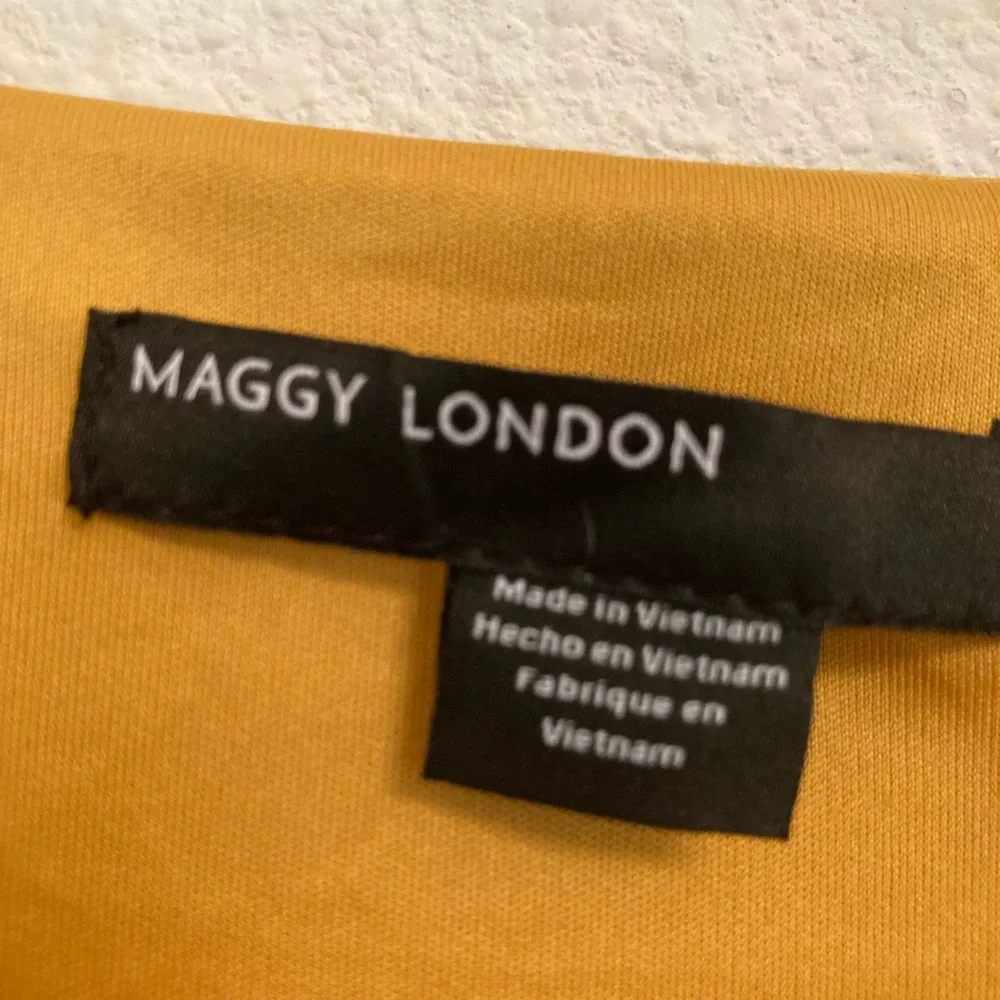 MAGGY LONDON
Made in Vietnam
Hecho en Vietnam
Fabrique en
Vietnam